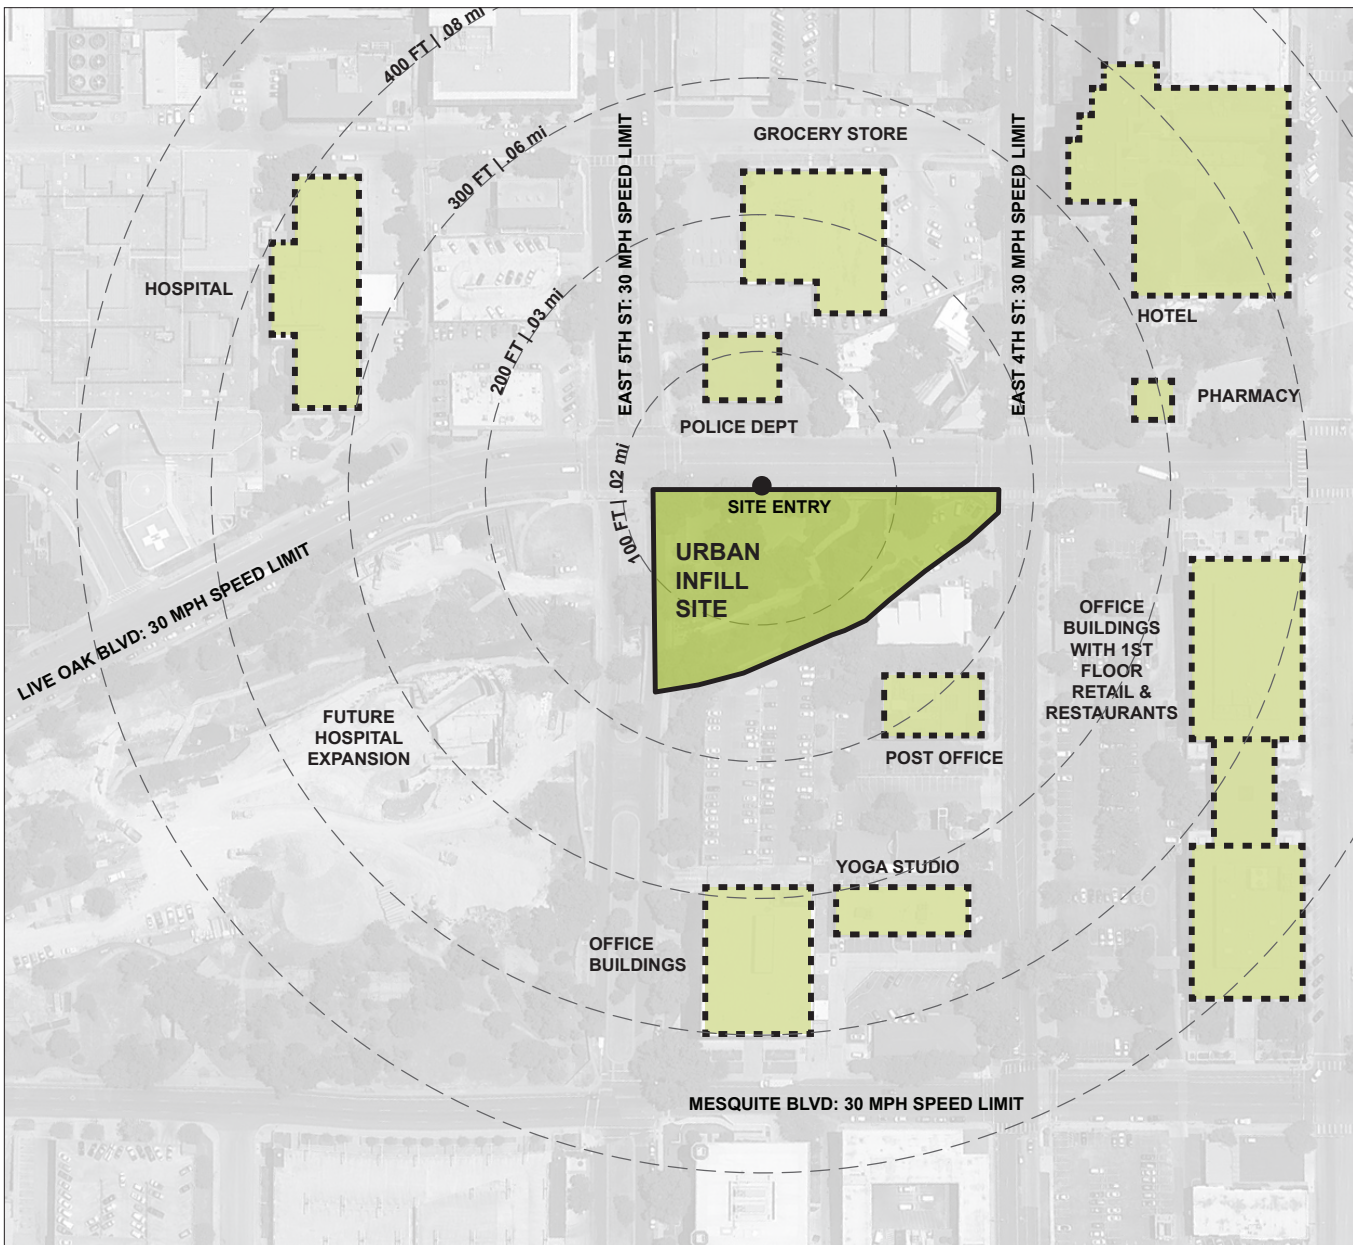 400 FT | .08 mi
300 FT | .06 mi
200 FT | .03 mi
100 FT | .02 mi
GROCERY STORE
EAST 5TH ST: 30 MPH SPEED LIMIT
EAST 4TH ST: 30 MPH SPEED LIMIT
HOSPITAL
HOTEL
PHARMACY
POLICE DEPT
SITE ENTRY
URBAN
INFILL
SITE
LIVE OAK BLVD: 30 MPH SPEED LIMIT
OFFICE
BUILDINGS
WITH 1ST
FLOOR
RETAIL &
RESTAURANTS
FUTURE
HOSPITAL
EXPANSION
POST OFFICE
YOGA STUDIO
OFFICE
BUILDINGS
MESQUITE BLVD: 30 MPH SPEED LIMIT